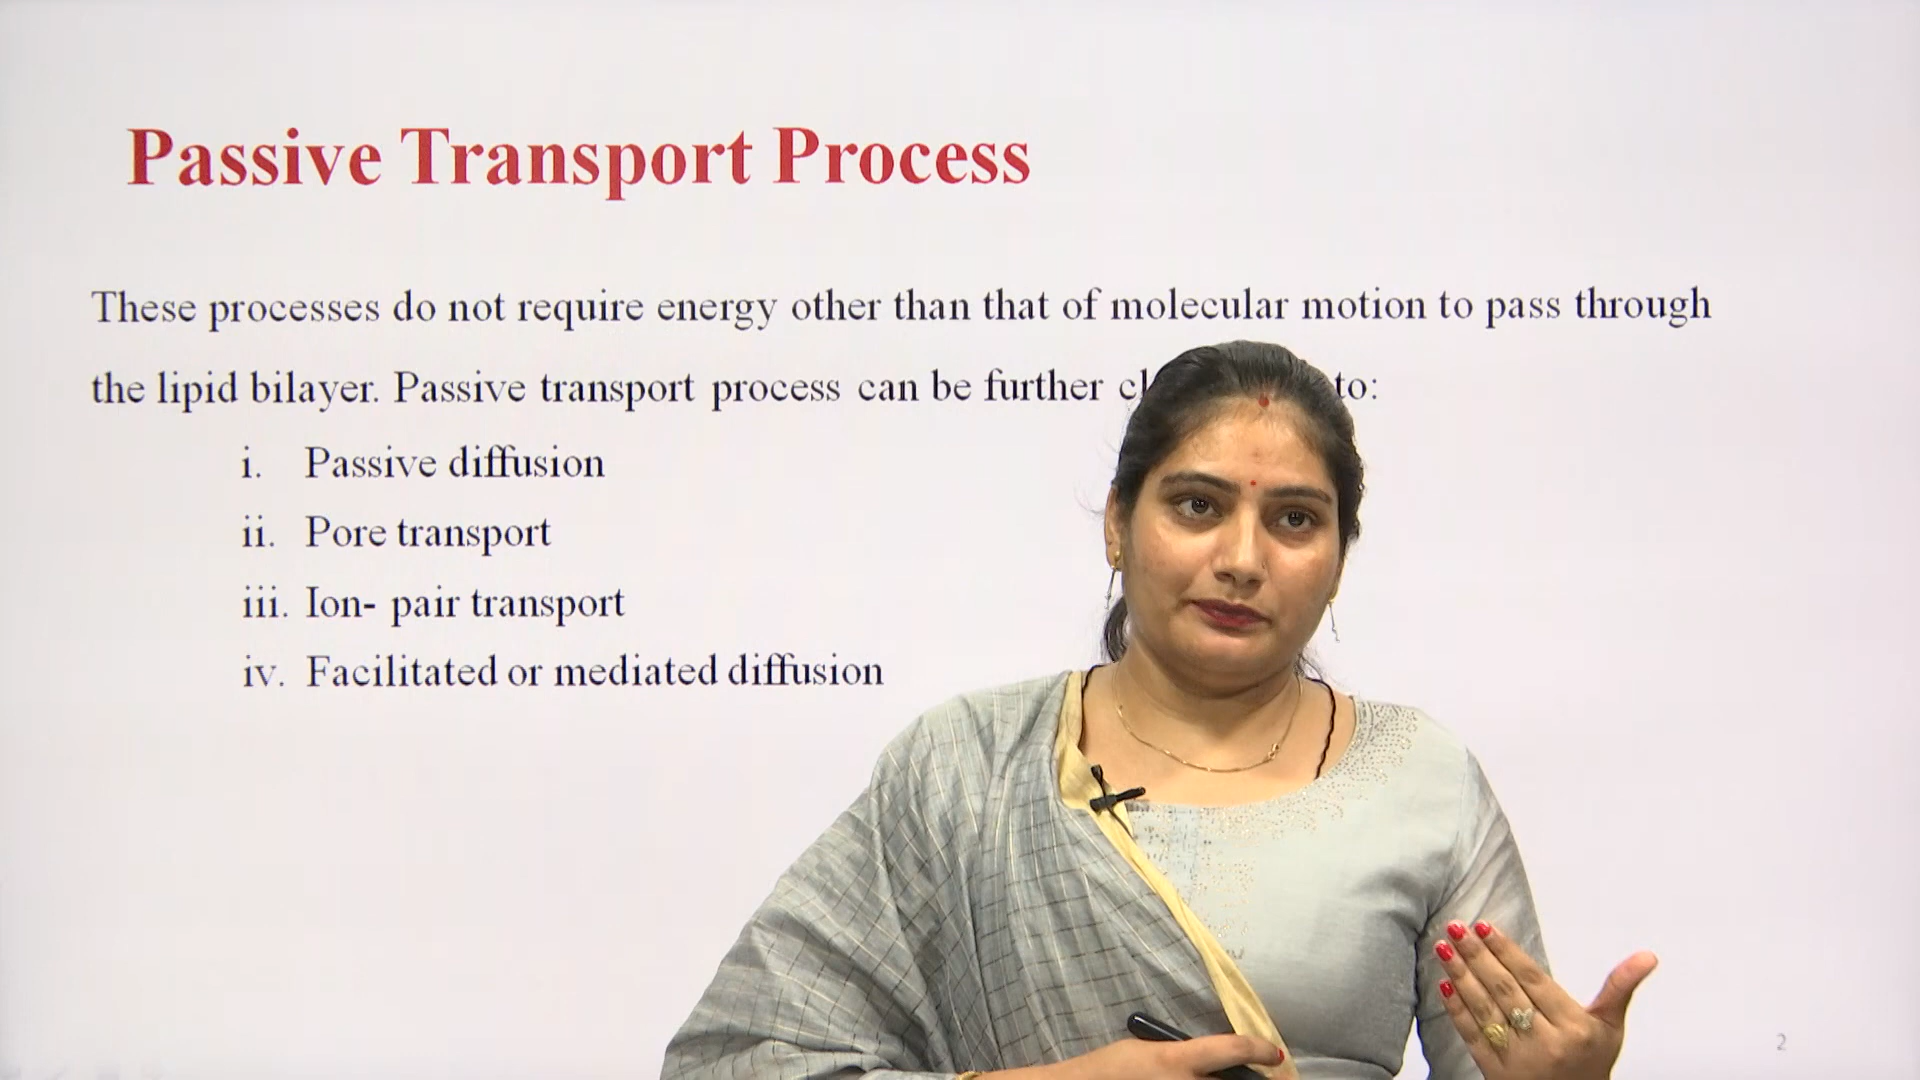 Passive Transport Process
These processes do not require energy other than that of molecular motion to pass through
the lipid bilayer. Passive transport process can be further to:
i. Passive diffusion
ii. Pore transport
iii. Ion- pair transport
iv. Facilitated or mediated diffusion
2